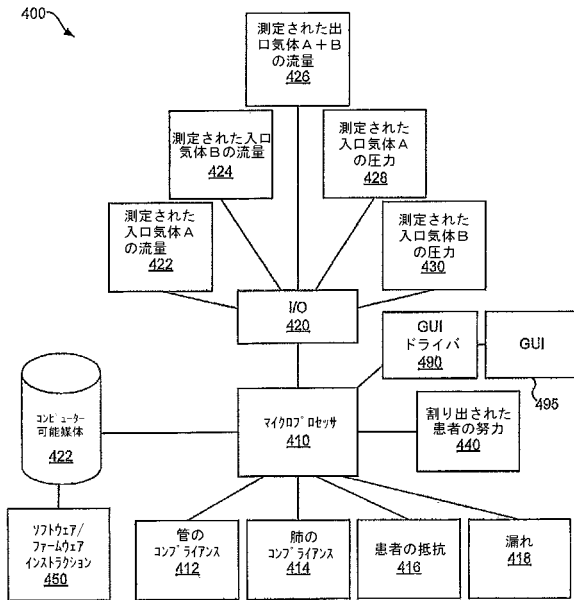 400
測定された出
口気体A+B
の流量
426
測定された入口
気体Bの流量
424
測定された
入口気体A
の圧力
428
測定された
入口気体A
の流量
422
測定された
入口気体B
の圧力
430
I/O
420
GUI
ドライバ
490
GUI
495
コンピューター
可能媒体
422
マイクロプロセッサ
410
割り出された
患者の努力
440
ソフトウェア/
ファームウェア
インストラクション
450
管の
コンプライアンス
412
肺の
コンプライアンス
414
患者の抵抗
416
漏れ
418